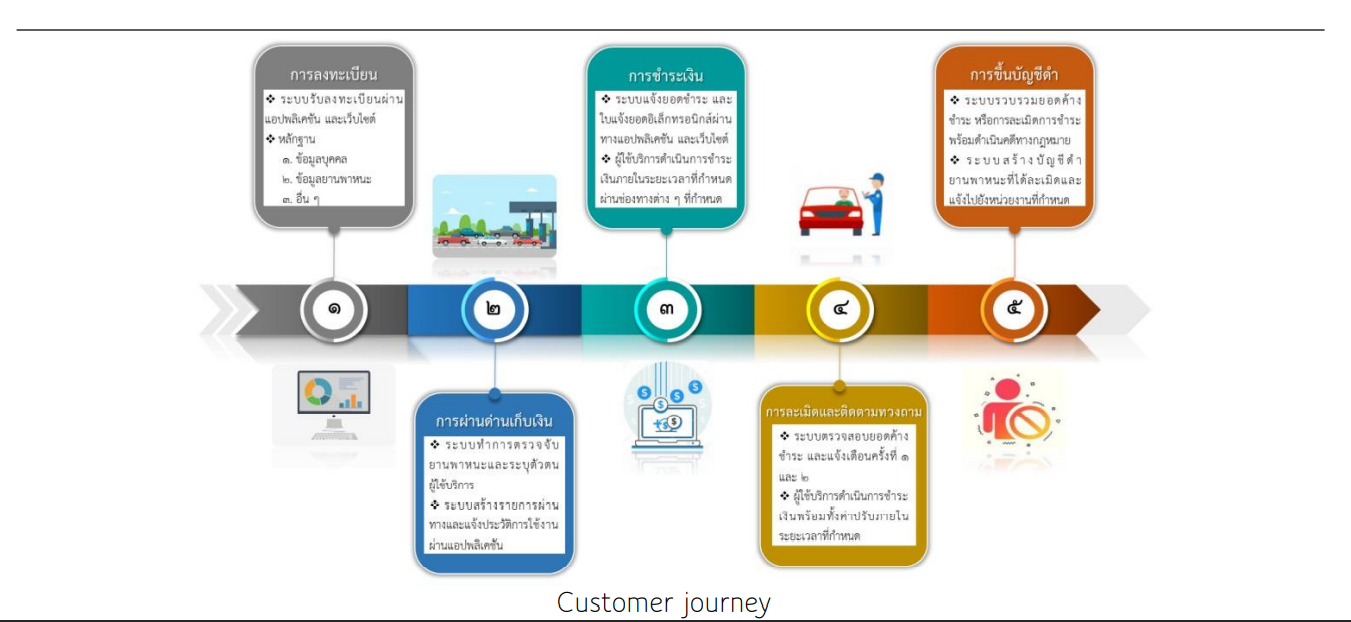 การลงทะเบียน
❖ ระบบรับลงทะเบียนผ่าน
แอปพลิเคชัน และเว็บไซต์
❖ หลักฐาน
๑. ข้อมูลบุคคล
๒. ข้อมูลยานพาหนะ
๓. อื่น ๆ
การชำระเงิน
❖ ระบบแจ้งยอดชำระ และ
ใบแจ้งยอดอิเล็กทรอนิกส์ผ่าน
ทางแอปพลิเคชัน และเว็บไซต์
❖ ผู้ใช้บริการดำเนินการชำระ
เงินภายในระยะเวลาที่กำหนด
ผ่านช่องทางต่าง ๆ ที่กำหนด
การขึ้นบัญชีดำ
❖ ระบบรวบรวมยอดค้าง
ชำระ หรือการละเมิดการชำระ
พร้อมดำเนินคดีทางกฎหมาย
❖ ระบบสร้างบัญชีดำ
ยานพาหนะที่ได้ละเมิดและ
แจ้งไปยังหน่วยงานที่กำหนด
๑
๒
๓
๔
๕
การผ่านด่านเก็บเงิน
❖ ระบบทำการตรวจจับ
ยานพาหนะและระบุตัวตน
ผู้ใช้บริการ
❖ ระบบสร้างรายการผ่าน
ทางและแจ้งประวัติการใช้งาน
ผ่านแอปพลิเคชัน
การละเมิดและติดตามทวงถาม
❖ ระบบตรวจสอบยอดค้าง
ชำระ และแจ้งเตือนครั้งที่ ๑
และ ๒
❖ ผู้ใช้บริการดำเนินการชำระ
เงินพร้อมทั้งค่าปรับภายใน
ระยะเวลาที่กำหนด
Customer journey